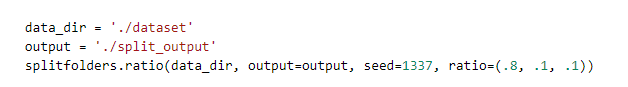 data_dir = './dataset'
output = './split_output'
splitfolders.ratio(data_dir, output=output, seed=1337, ratio=(.8, .1, .1))